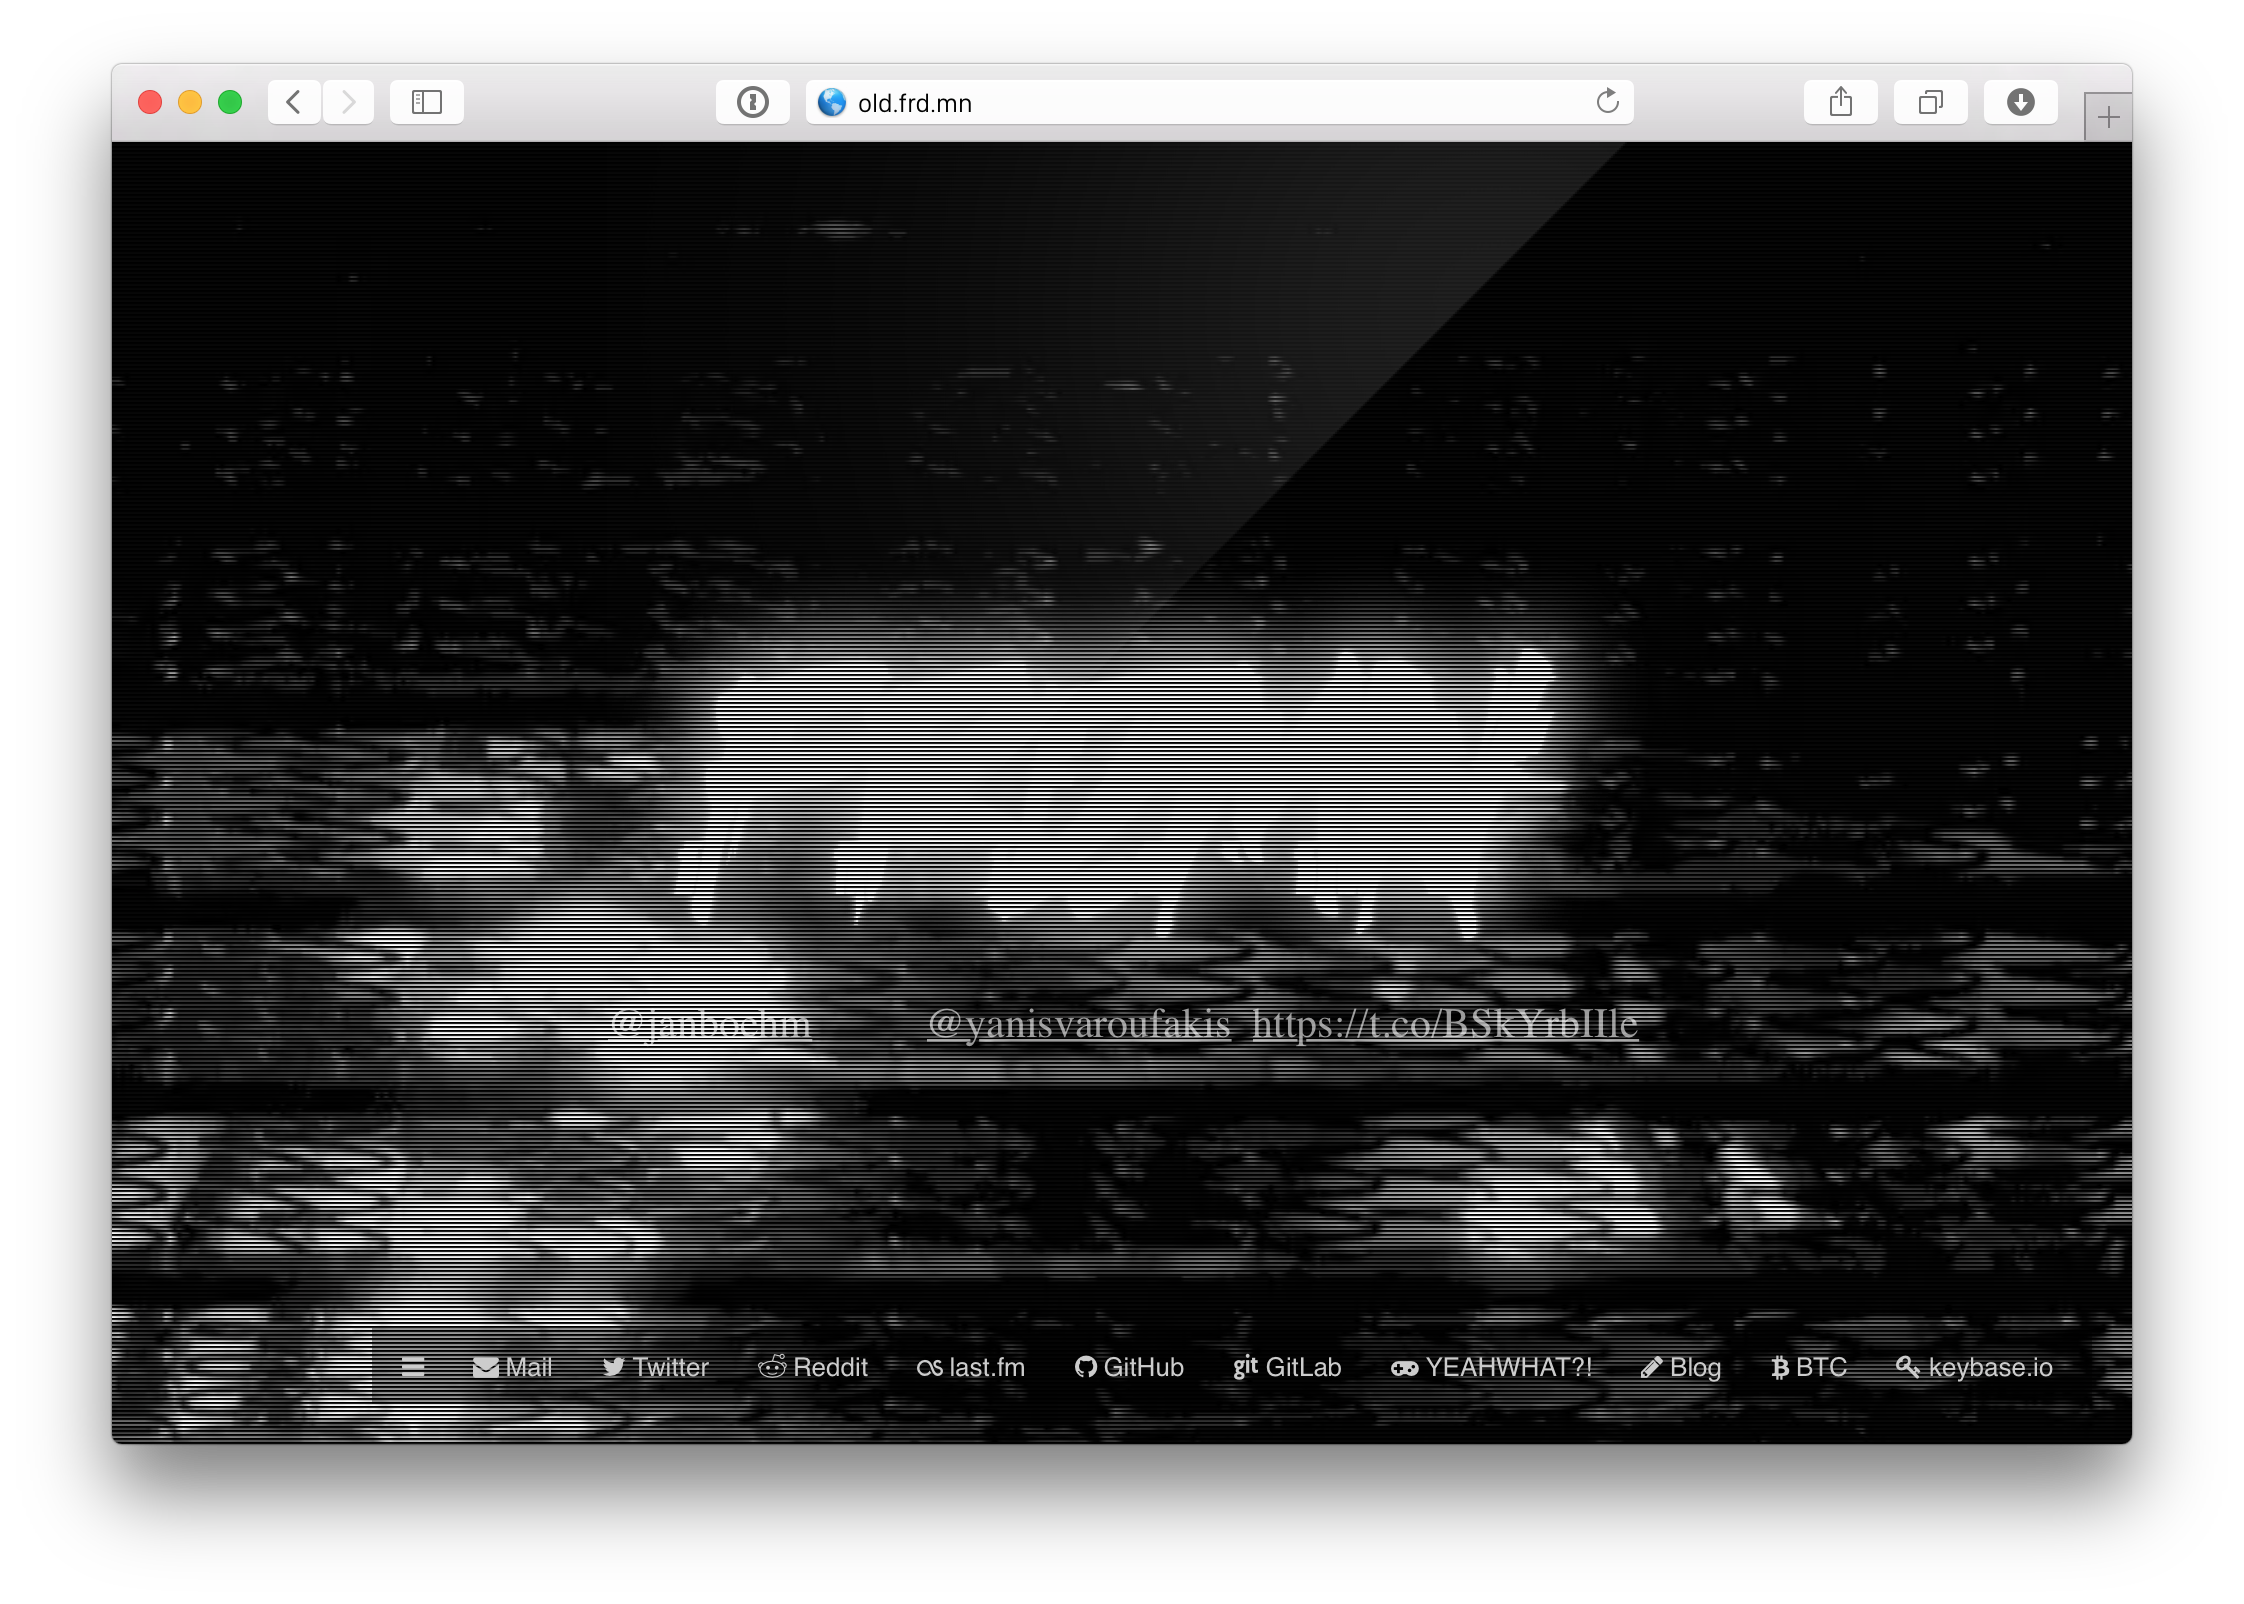 old.frd.mn
@janboehm @yanisvaroufakis https://t.co/BSkYrbIIle
Mail Twitter Reddit last.fm GitHub git GitLab YEAHWHAT?! Blog BTC keybase.io